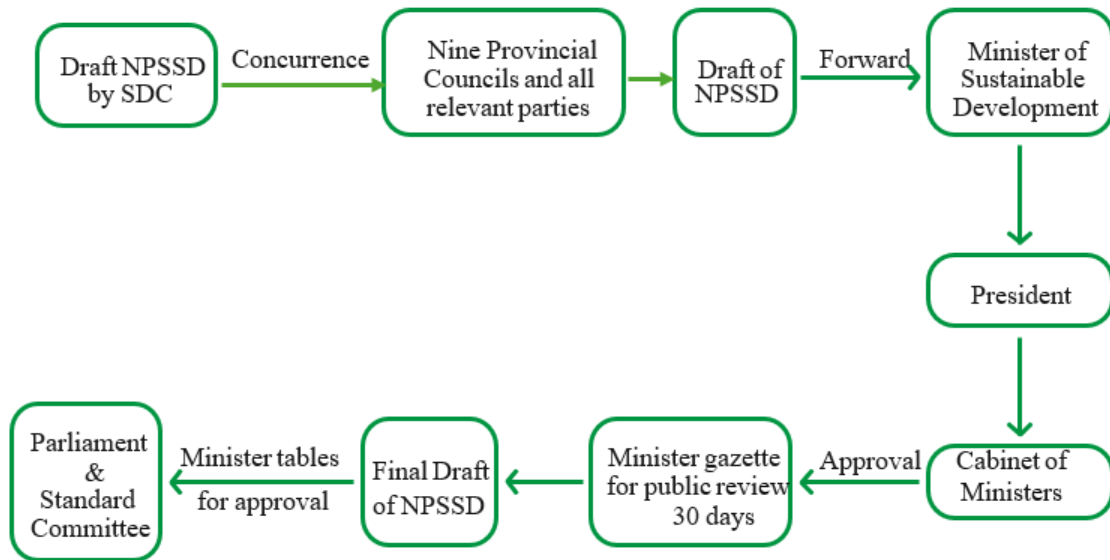 Draft NPSSD
by SDC
Concurrence
Nine Provincial
Councils and all
relevant parties
Draft of
NPSSD
Forward
Minister of
Sustainable
Development
President
Cabinet of
Ministers
Approval
Minister gazette
for public review
30 days
Final Draft
of NPSSD
Minister tables
for approval
Parliament
&
Standard
Committee